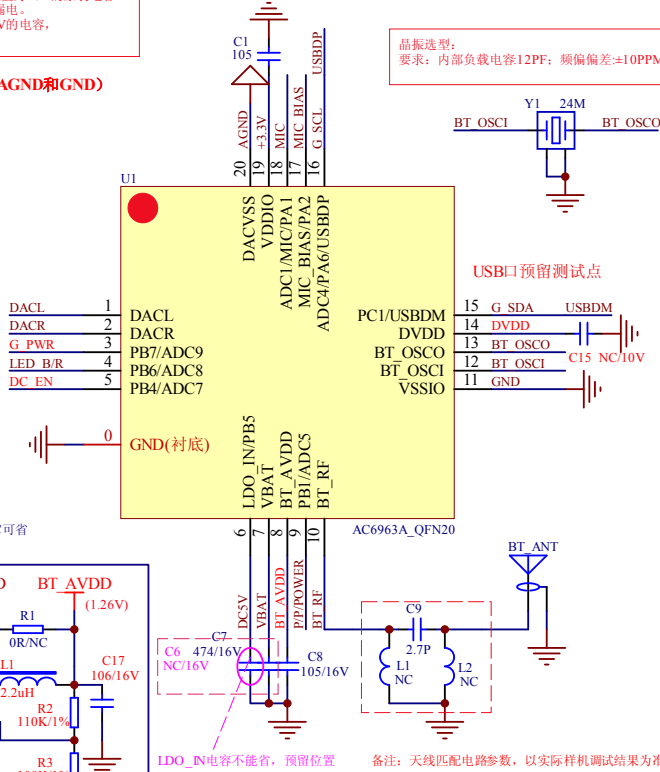 漏电。
V的电容，
AGND和GND）
晶振选型：
要求：内部负载电容12PF；频偏偏差:±10PPM
C1
105
USBDP
AGND
+3.3V
MIC
MIC_BIAS
G_SCL
20
19
18
17
16
Y1 24M
BT_OSCI
BT_OSCO
U1
DACVSS
VDDIO
ADC1/MIC/PA1
MIC_BIAS/PA2
ADC4/PA6/USBDP
USB口预留测试点
DACL 1 DACL
DACR 2 DACR
G_PWR 3 PB7/ADC9
LED_B/R 4 PB6/ADC8
DC_EN 5 PB4/ADC7
0 GND(衬底)
PC1/USBDM 15 G_SDA USBDM
DVDD 14 DVDD
BT_OSCO 13 BT_OSCO
BT_OSCI 12 BT_OSCI
VSSIO 11 GND
C15 NC/10V
LDO_IN/PB5
VBAT
BT_AVDD
PB1/ADC5
BT_RF
6
7
8
9
10
AC6963A_QFN20
可省
DC5V
VBAT
BT_AVDD
P/P/POWER
BT_RF
BT_ANT
BT_AVDD
(1.26V)
R1
0R/NC
L1
2.2uH
C17
106/16V
R2
110K/1%
R3
C6
NC/16V
C7
474/16V
C8
105/16V
C9
2.7P
L1
NC
L2
NC
LDO_IN电容不能省，预留位置
备注：天线匹配电路参数，以实际样机调试结果为准